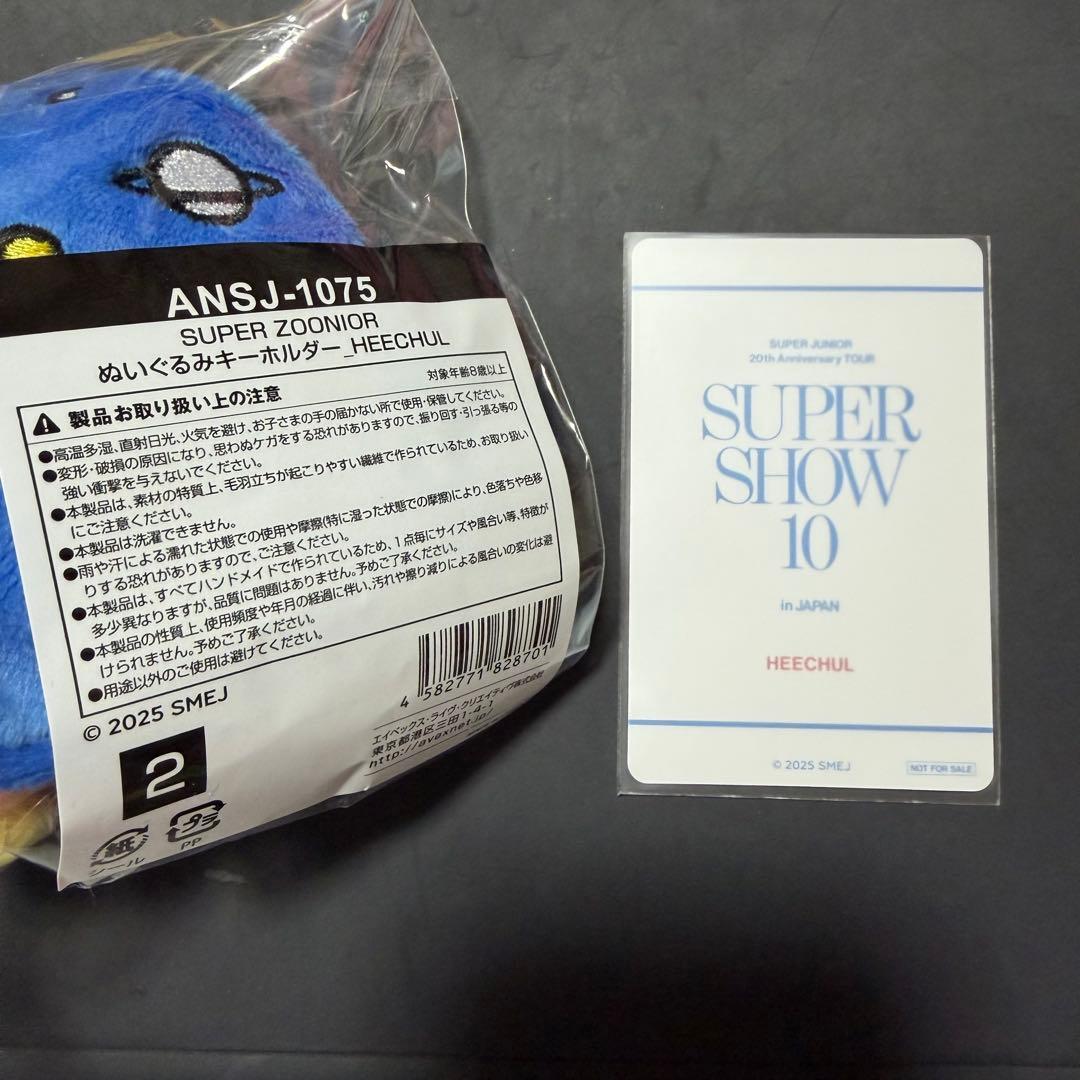 ANSJ-1075
SUPER ZOONIOR
ぬいぐるみキーホルダー_HEECHUL
対象年齢8歳以上
製品お取り扱い上の注意
●高温多湿、直射日光、火気を避け、お子さまの手の届かない所で使用・保管してください。
●変形・破損の原因になり、思わぬケガをする恐れがありますので、振り回す・引っ張る等の
強い衝撃を与えないでください。
●本製品は、素材の特質上、毛羽立ちが起こりやすい繊維で作られているため、お取り扱い
にご注意ください。
●本製品は洗濯できません。
●雨や汗による濡れた状態での使用や摩擦(特に湿った状態での摩擦)により、色落ちや色移
りする恐れがありますので、ご注意ください。
●本製品は、すべてハンドメイドで作られているため、1点毎にサイズや風合い等、特徴が
多少異なりますが、品質に問題はありません。予めご了承ください。
●本製品の性質上、使用頻度や年月の経過に伴い、汚れや擦り減りによる風合いの変化は避
けられません。予めご了承ください。
●用途以外のご使用は避けてください。
© 2025 SMEJ
4 582771 828701
エイベックス・ライヴ・クリエイティヴ株式会社
東京都港区三田1-4-1
http://avexnet.jp/
2
紙
シール
プラ
PP
SUPER JUNIOR
20th Anniversary TOUR
SUPER
SHOW
10
in JAPAN
HEECHUL
© 2025 SMEJ
NOT FOR SALE